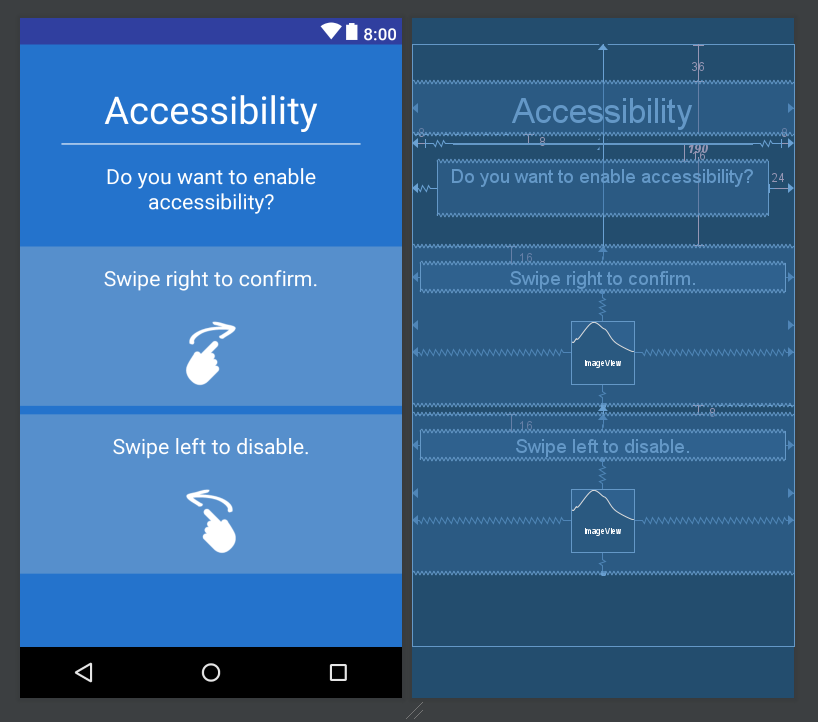 8:00
Accessibility
Do you want to enable
accessibility?
Swipe right to confirm.
Swipe left to disable.
36
Accessibility
8
8
8
190
16
Do you want to enable accessibility?
24
16
Swipe right to confirm.
ImageView
8
16
Swipe left to disable.
ImageView